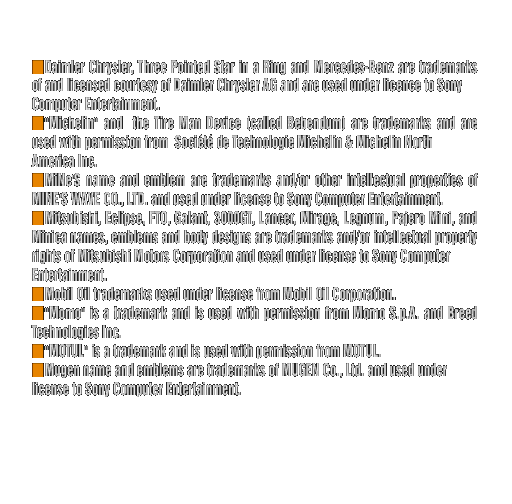 Daimler Chrysler, Three Pointed Star in a Ring and Mercedes-Benz are trademarks
of and licensed courtesy of Daimler Chrysler AG and are used under licence to Sony
Computer Entertainment.
"Michelin" and the Tire Man Device (called Bebendum) are trademarks and are
used with permission from Société de Technologie Michelin & Michelin North
America Inc.
MINE'S name and emblem are trademarks and/or other intellectual properties of
MINE'S WAVE CO., LTD. and used under license to Sony Computer Entertainment.
Mitsubishi, Eclipse, FTO, Galant, 3000GT, Lancer, Mirage, Legnum, Pajero Mini, and
Minica names, emblems and body designs are trademarks and/or intellectual property
rights of Mitsubishi Motors Corporation and used under license to Sony Computer
Entertainment.
Mobil Oil trademarks used under license from Mobil Oil Corporation.
"Momo" is a trademark and is used with permission from Momo S.p.A. and Breed
Technologies Inc.
"MOTUL" is a trademark and is used with permission from MOTUL.
Mugen name and emblems are trademarks of MUGEN Co., Ltd. and used under
license to Sony Computer Entertainment.